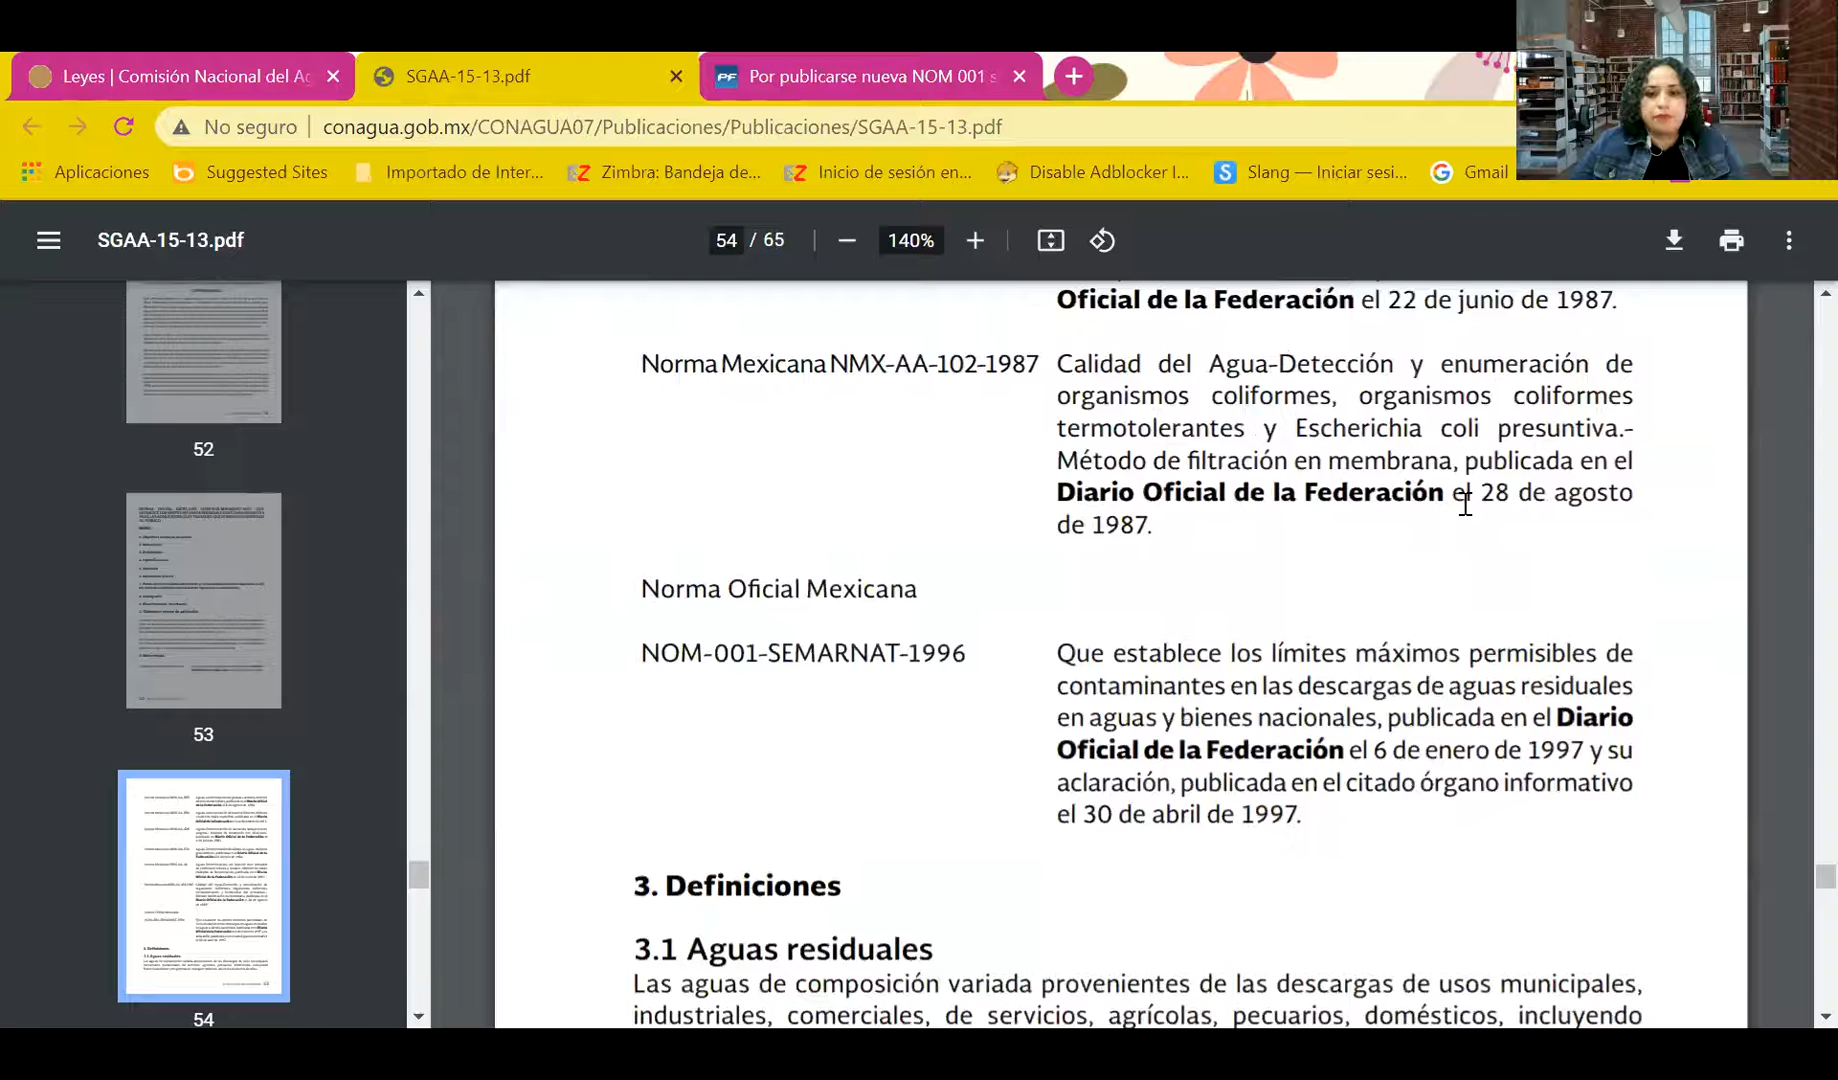 Leyes | Comisión Nacional del Ag
SGAA-15-13.pdf
PF Por publicarse nueva NOM 001 s
No seguro | conagua.gob.mx/CONAGUA07/Publicaciones/Publicaciones/SGAA-15-13.pdf
Aplicaciones
Suggested Sites
Importado de Inter...
Zimbra: Bandeja de...
Inicio de sesión en...
Disable Adblocker I...
Slang — Iniciar sesi...
Gmail
SGAA-15-13.pdf
54 / 65
140%
52
53
54
Oficial de la Federación el 22 de junio de 1987.
Norma Mexicana NMX-AA-102-1987 Calidad del Agua-Detección y enumeración de
organismos coliformes, organismos coliformes
termotolerantes y Escherichia coli presuntiva.-
Método de filtración en membrana, publicada en el
Diario Oficial de la Federación el 28 de agosto
de 1987.
Norma Oficial Mexicana
NOM-001-SEMARNAT-1996 Que establece los límites máximos permisibles de
contaminantes en las descargas de aguas residuales
en aguas y bienes nacionales, publicada en el Diario
Oficial de la Federación el 6 de enero de 1997 y su
aclaración, publicada en el citado órgano informativo
el 30 de abril de 1997.
3. Definiciones
3.1 Aguas residuales
Las aguas de composición variada provenientes de las descargas de usos municipales,
industriales, comerciales, de servicios, agrícolas, pecuarios, domésticos, incluyendo